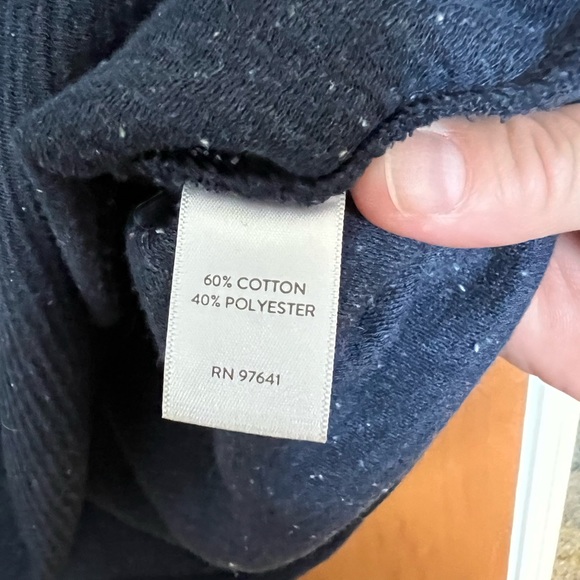 60% COTTON
40% POLYESTER
RN 97641